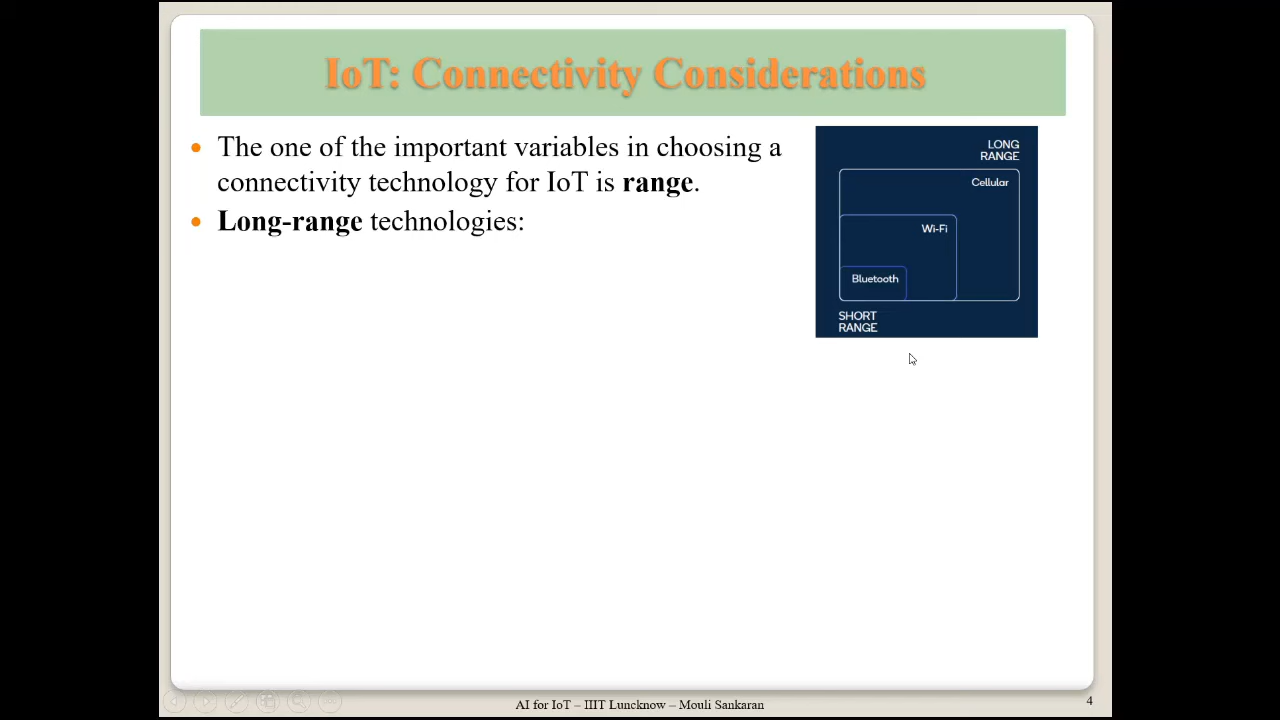 IoT: Connectivity Considerations
The one of the important variables in choosing a
connectivity technology for IoT is range.
Long-range technologies:
LONG
RANGE
Cellular
Wi-Fi
Bluetooth
SHORT
RANGE
AI for IoT – IIIT Luncknow – Mouli Sankaran
4